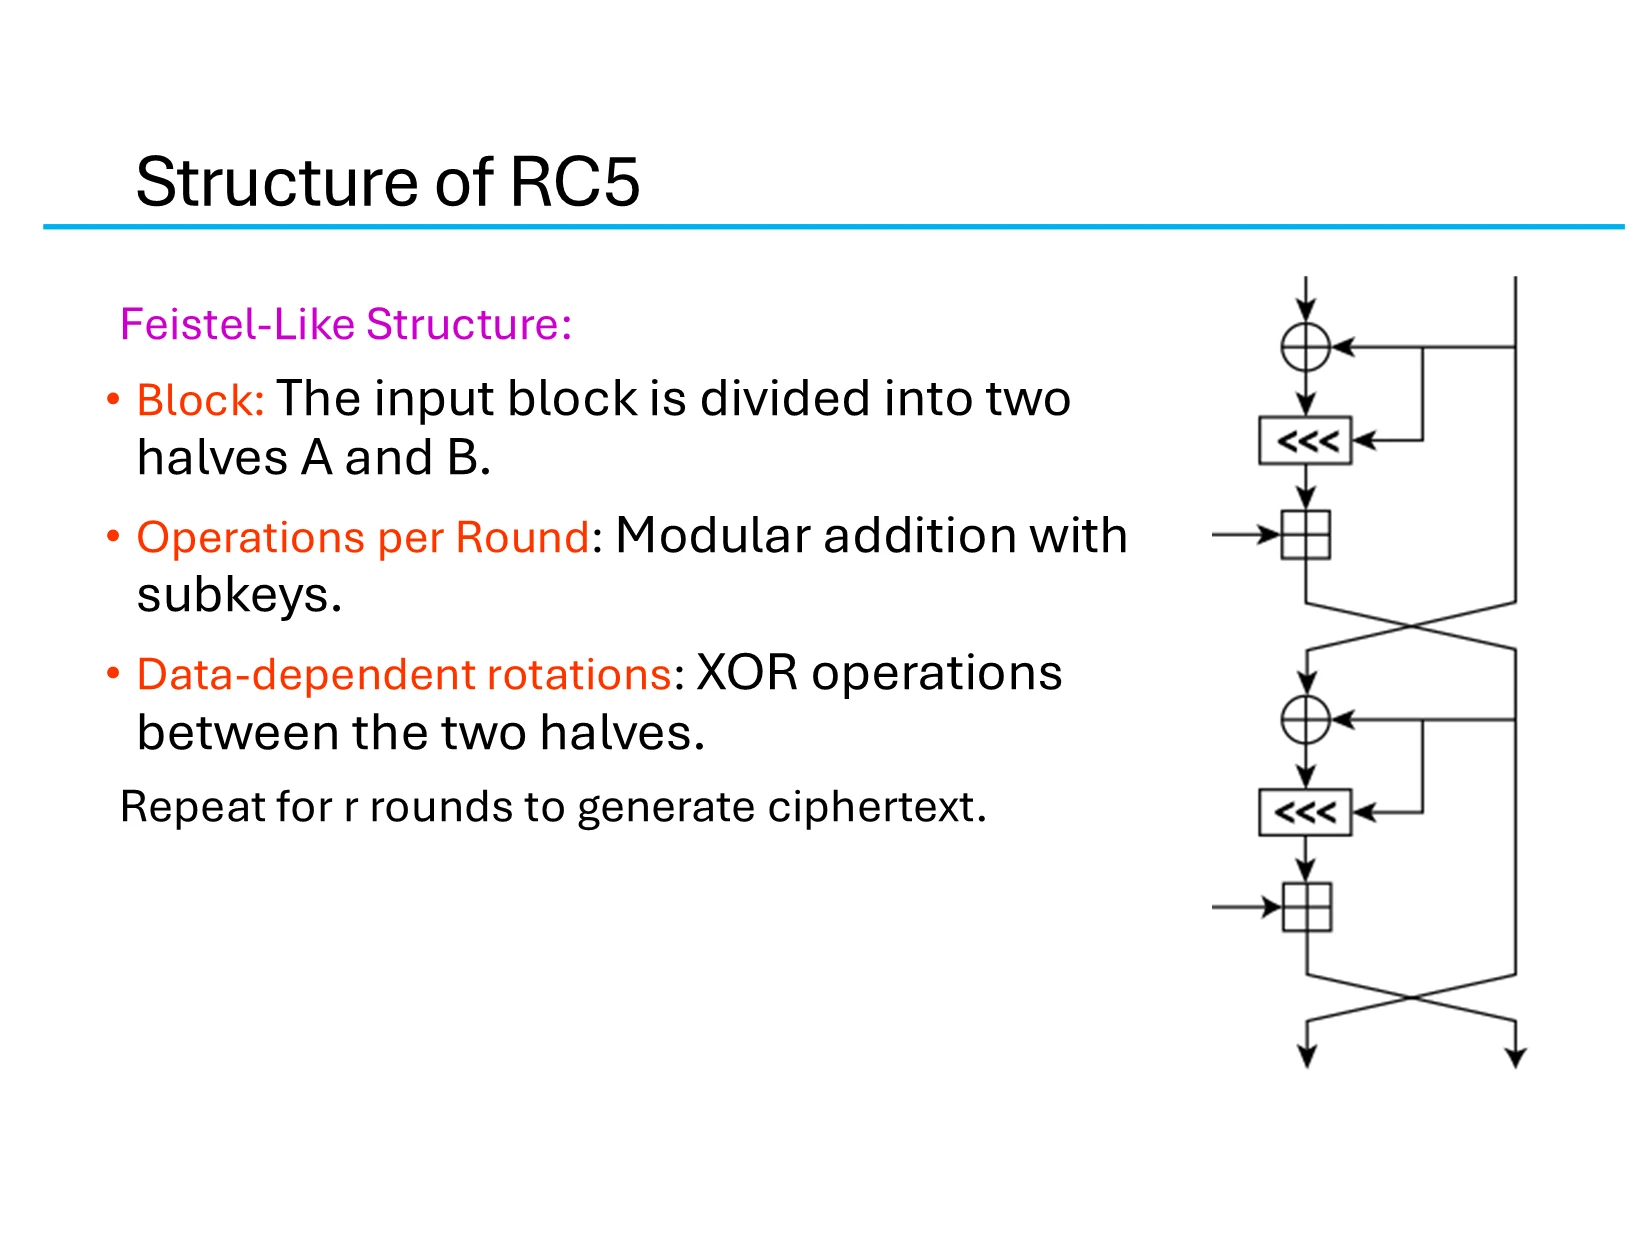 Structure of RC5
Feistel-Like Structure:
• Block: The input block is divided into two
halves A and B.
• Operations per Round: Modular addition with
subkeys.
• Data-dependent rotations: XOR operations
between the two halves.
Repeat for r rounds to generate ciphertext.
<<<
<<<